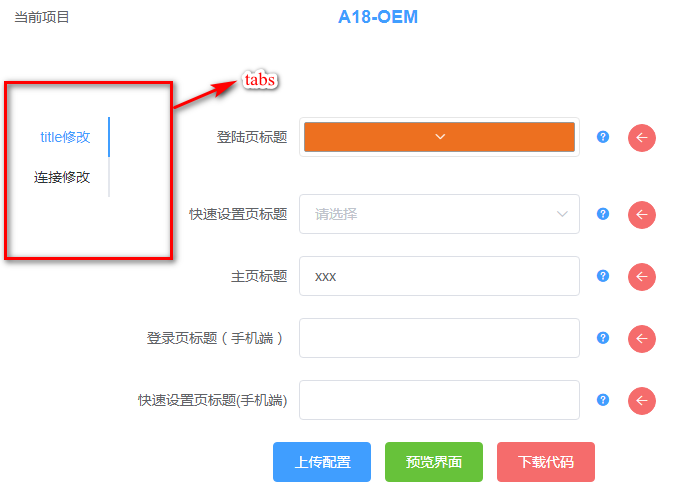 当前项目 A18-OEM
tabs
title修改
连接修改
登陆页标题
快速设置页标题 请选择
主页标题 xxx
登录页标题（手机端）
快速设置页标题(手机端)
上传配置 预览界面 下载代码